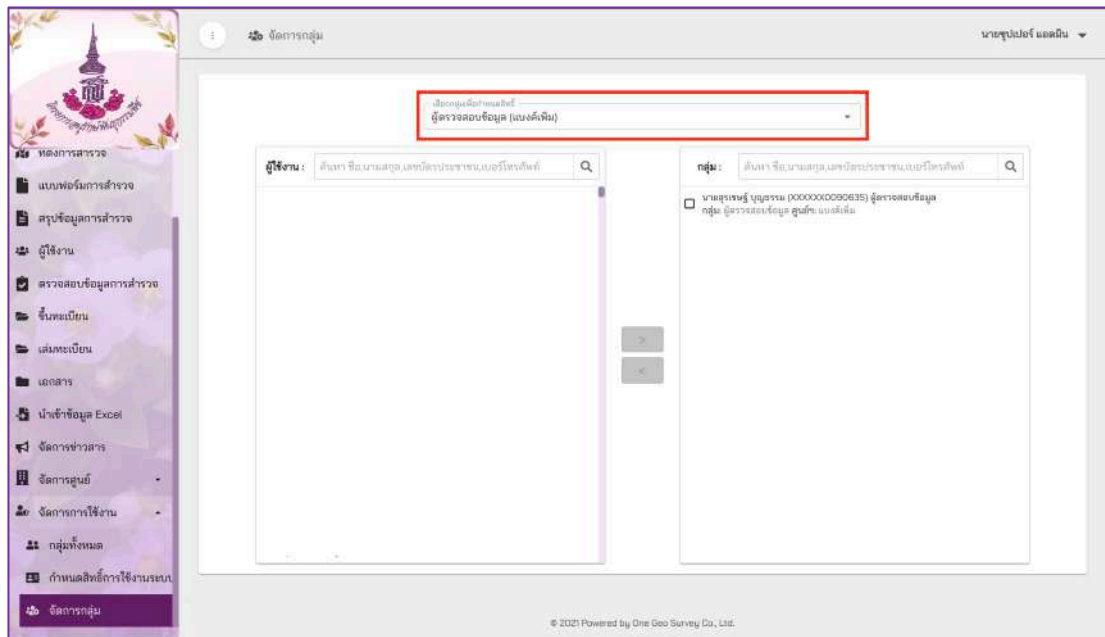 จัดการกลุ่ม
นายซุปเปอร์ แอดมิน
โครงการอนุรักษ์พันธุกรรมพืช
เลือกกลุ่มเพื่อกำหนดสิทธิ์
ผู้ตรวจสอบข้อมูล (แบงค์เพิ่ม)
ผู้ใช้งาน :
ค้นหา ชื่อ,นามสกุล,เลขบัตรประชาชน,เบอร์โทรศัพท์
กลุ่ม :
ค้นหา ชื่อ,นามสกุล,เลขบัตรประชาชน,เบอร์โทรศัพท์
(XXXXXX0090635) ผู้ตรวจสอบข้อมูล
กลุ่ม: ผู้ตรวจสอบข้อมูล ศูนย์ฯ: แบงค์เพิ่ม
>
<
ผังการสำรวจ
แบบฟอร์มการสำรวจ
สรุปข้อมูลการสำรวจ
ผู้ใช้งาน
ตรวจสอบข้อมูลการสำรวจ
ขึ้นทะเบียน
เล่มทะเบียน
เอกสาร
นำเข้าข้อมูล Excel
จัดการข่าวสาร
จัดการศูนย์
จัดการการใช้งาน
กลุ่มทั้งหมด
กำหนดสิทธิ์การใช้งานระบบ
จัดการกลุ่ม
© 2021 Powered by One Geo Survey Co., Ltd.